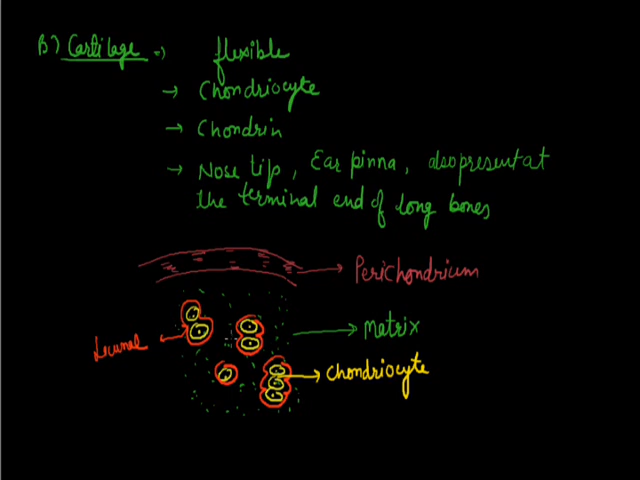 B) Cartilage => flexible
→ Chondriocyte
→ Chondrin
→ Nose tip, Ear pinna, also present at
the terminal end of long bones
→ Perichondrium
Lacunae
→ Matrix
→ Chondriocyte